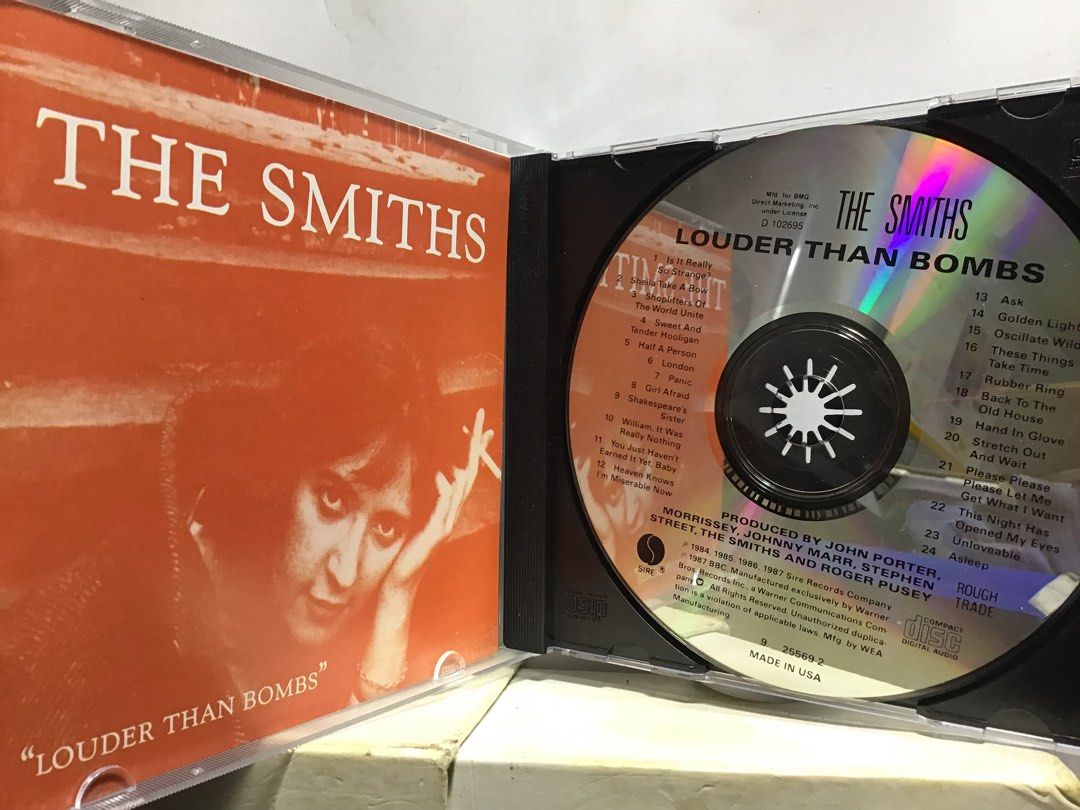 THE SMITHS
"LOUDER THAN BOMBS"
Mfd. for BMG
Direct Marketing, Inc.
under License
D 102695
THE SMITHS
LOUDER THAN BOMBS
1 Is It Really
So Strange?
2 Sheila Take A Bow
3 Shoplifters Of
The World Unite
4 Sweet And
Tender Hooligan
5 Half A Person
6 London
7 Panic
8 Girl Afraid
9 Shakespeare's
Sister
10 William, It Was
Really Nothing
11 You Just Haven't
Earned It Yet, Baby
12 Heaven Knows
I'm Miserable Now
13 Ask
14 Golden Lights
15 Oscillate Wild
16 These Things
Take Time
17 Rubber Ring
18 Back To The
Old House
19 Hand In Glove
20 Stretch Out
And Wait
21 Please Please
Please Let Me
Get What I Want
22 This Night Has
Opened My Eyes
23 Unloveable
24 Asleep
PRODUCED BY JOHN PORTER,
MORRISSEY, JOHNNY MARR, STEPHEN
STREET, THE SMITHS AND ROGER PUSEY
SIRE
℗ 1984, 1985, 1986, 1987 Sire Records Company
℗ 1987 BBC. Manufactured exclusively by Warner
Bros. Records Inc., a Warner Communications Com-
pany. All Rights Reserved. Unauthorized duplica-
tion is a violation of applicable laws. Mfg. by WEA
Manufacturing.
ROUGH
TRADE
COMPACT
disc
DIGITAL AUDIO
9 25569-2
MADE IN USA